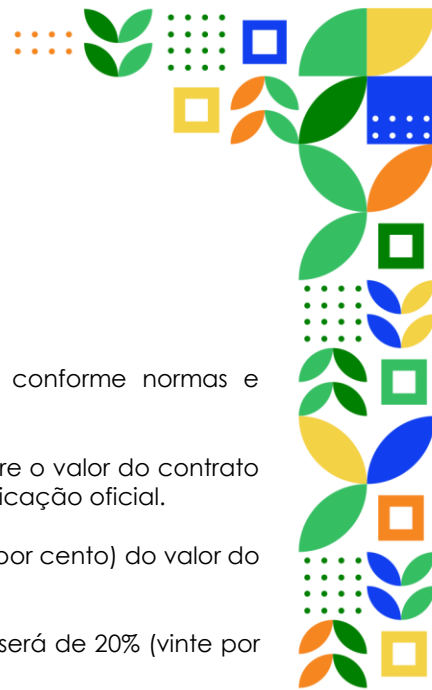 conforme normas e
re o valor do contrato
icação oficial.
por cento) do valor do
será de 20% (vinte por